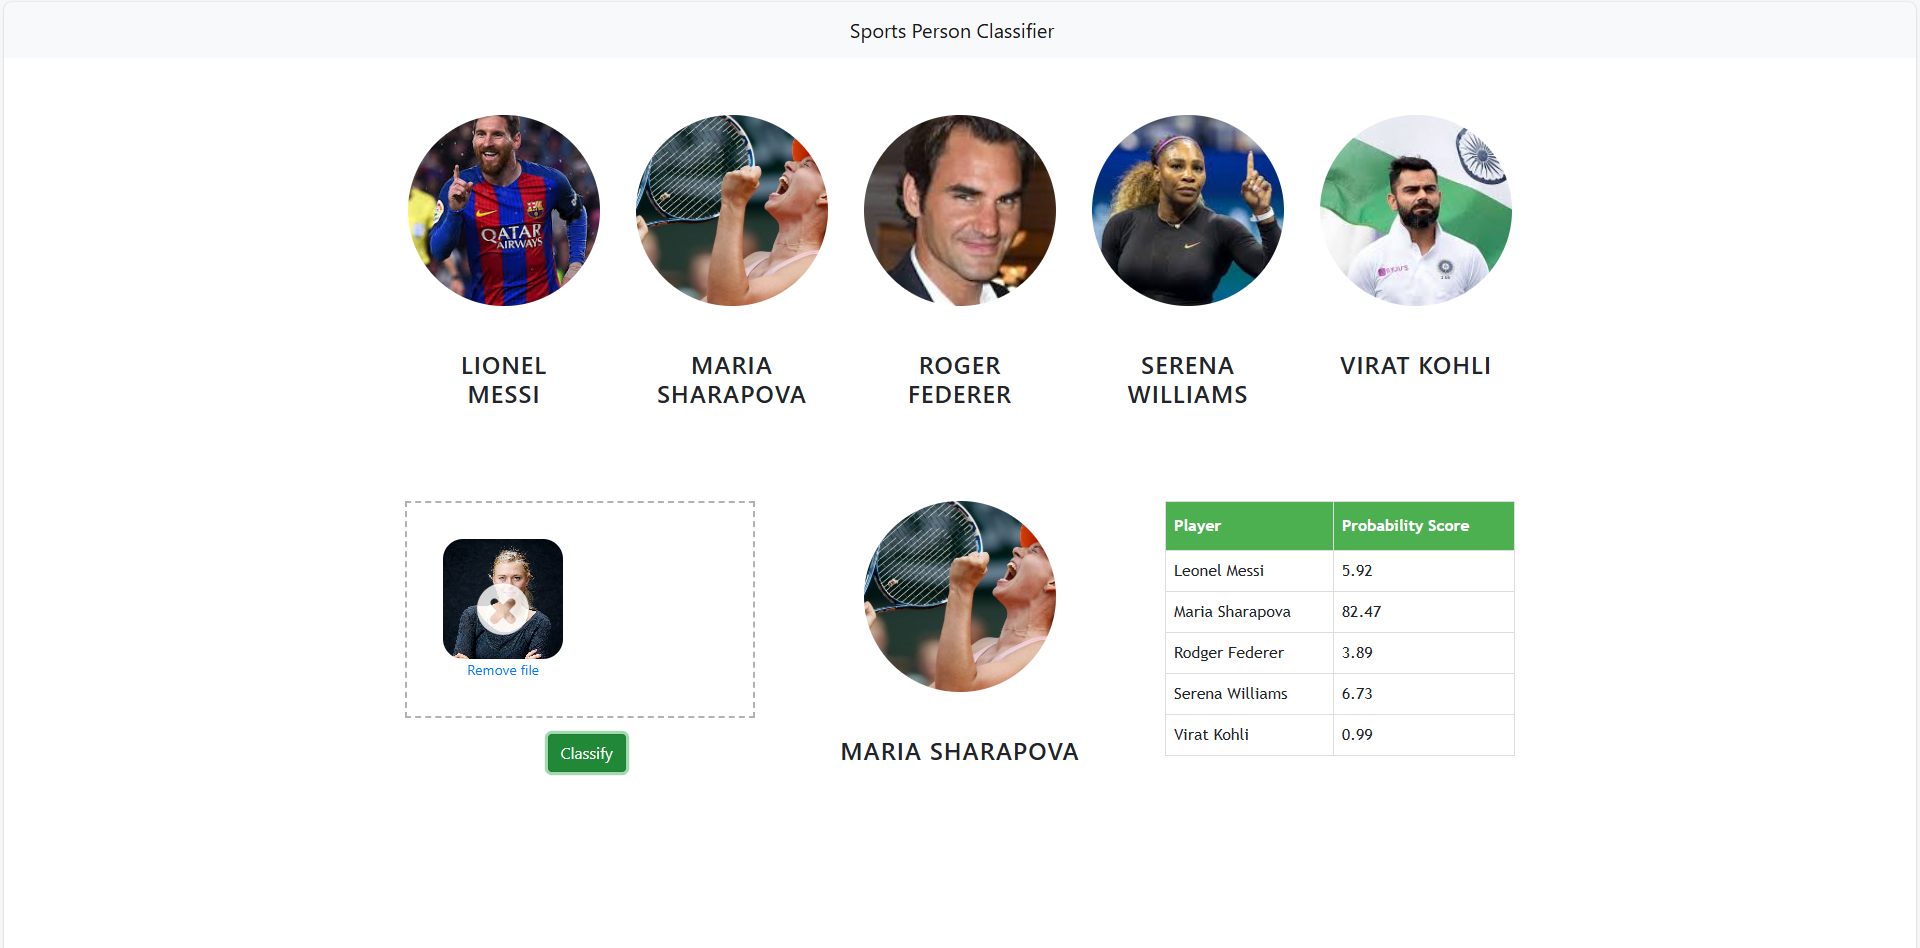 Sports Person Classifier
QATAR
AIRWAYS
LIONEL
MESSI
MARIA
SHARAPOVA
ROGER
FEDERER
SERENA
WILLIAMS
VIRAT KOHLI
Remove file
Classify
MARIA SHARAPOVA
Player Probability Score
Leonel Messi 5.92
Maria Sharapova 82.47
Rodger Federer 3.89
Serena Williams 6.73
Virat Kohli 0.99